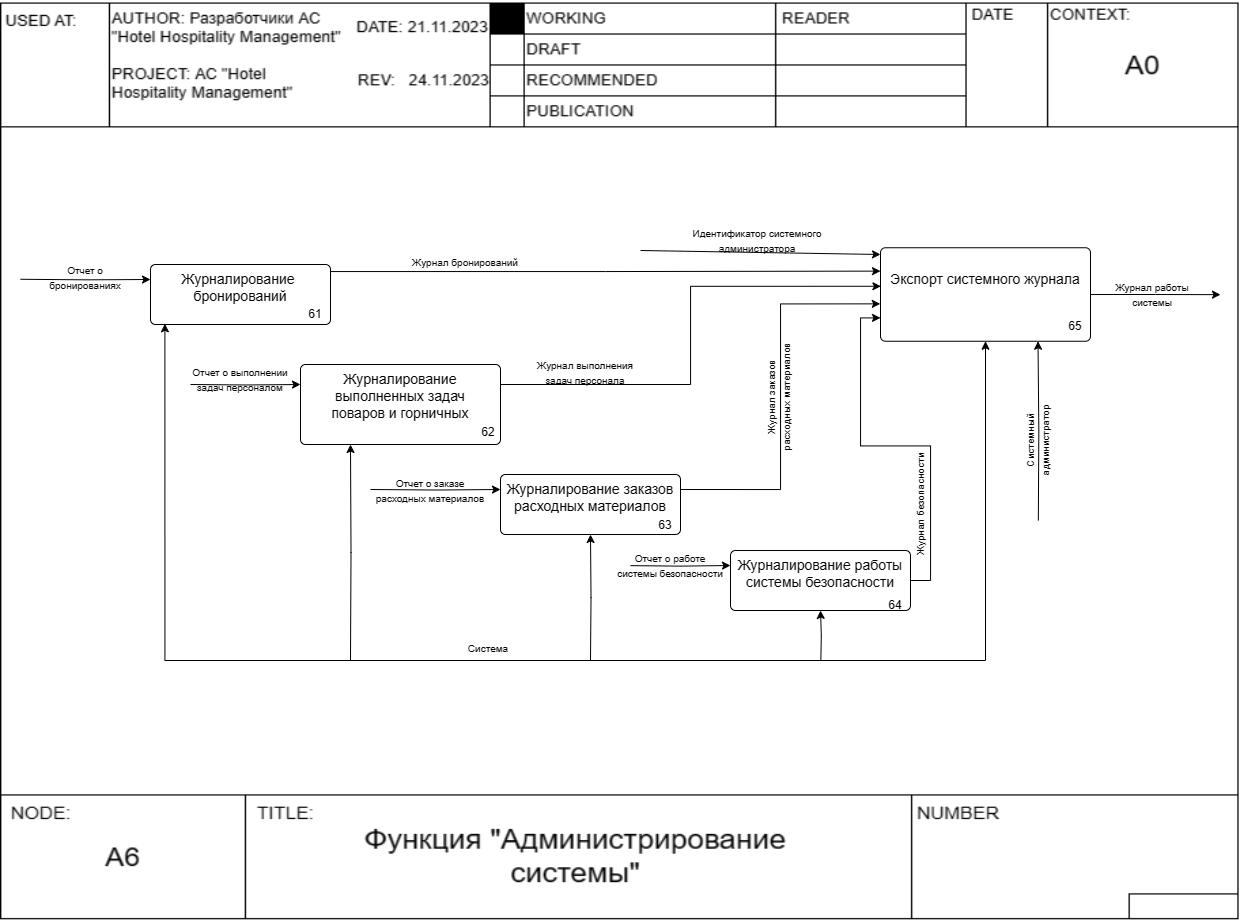 USED AT:
AUTHOR: Разработчики АС
"Hotel Hospitality Management"
DATE: 21.11.2023
PROJECT: АС "Hotel
Hospitality Management"
REV: 24.11.2023
WORKING
DRAFT
RECOMMENDED
PUBLICATION
READER
DATE
CONTEXT:
A0
Идентификатор системного
администратора
Отчет о
бронированиях
Журналирование
бронирований
61
Журнал бронирований
Экспорт системного журнала
65
Журнал работы
системы
Отчет о выполнении
задач персоналом
Журналирование
выполненных задач
поваров и горничных
62
Журнал выполнения
задач персонала
Журнал заказов
расходных материалов
Системный
администратор
Отчет о заказе
расходных материалов
Журналирование заказов
расходных материалов
63
Журнал безопасности
Отчет о работе
системы безопасности
Журналирование работы
системы безопасности
64
Система
NODE:
A6
TITLE:
Функция "Администрирование
системы"
NUMBER